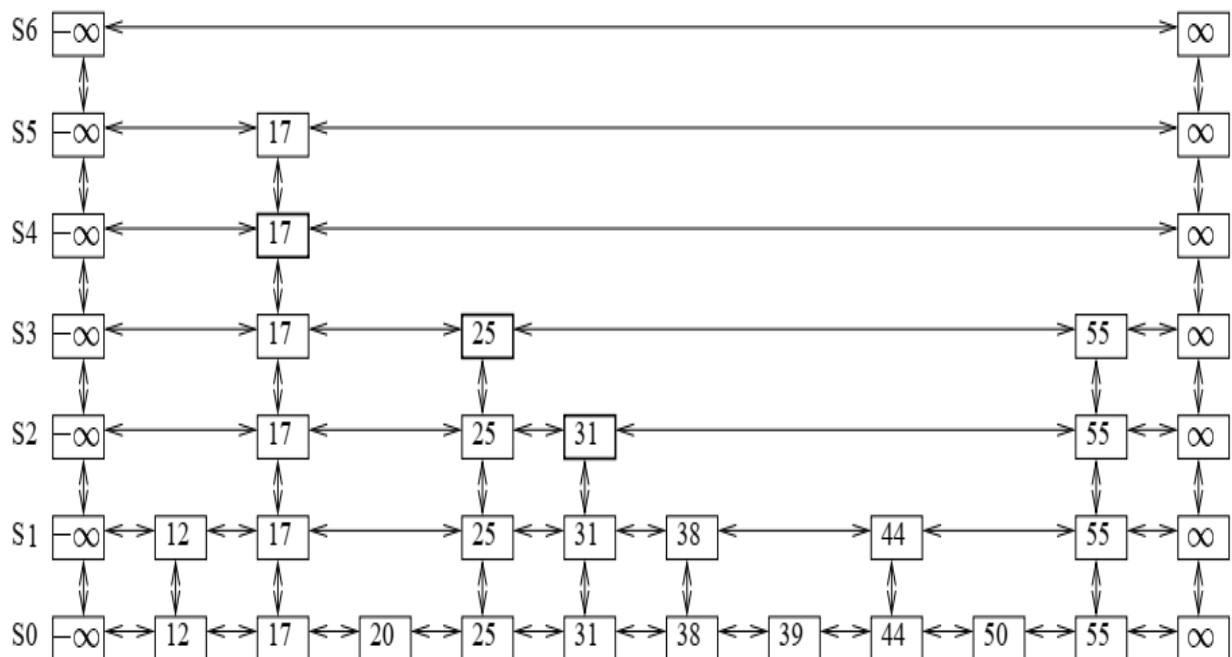 S6 −∞ ∞
S5 −∞ 17 ∞
S4 −∞ 17 ∞
S3 −∞ 17 25 55 ∞
S2 −∞ 17 25 31 55 ∞
S1 −∞ 12 17 25 31 38 44 55 ∞
S0 −∞ 12 17 20 25 31 38 39 44 50 55 ∞